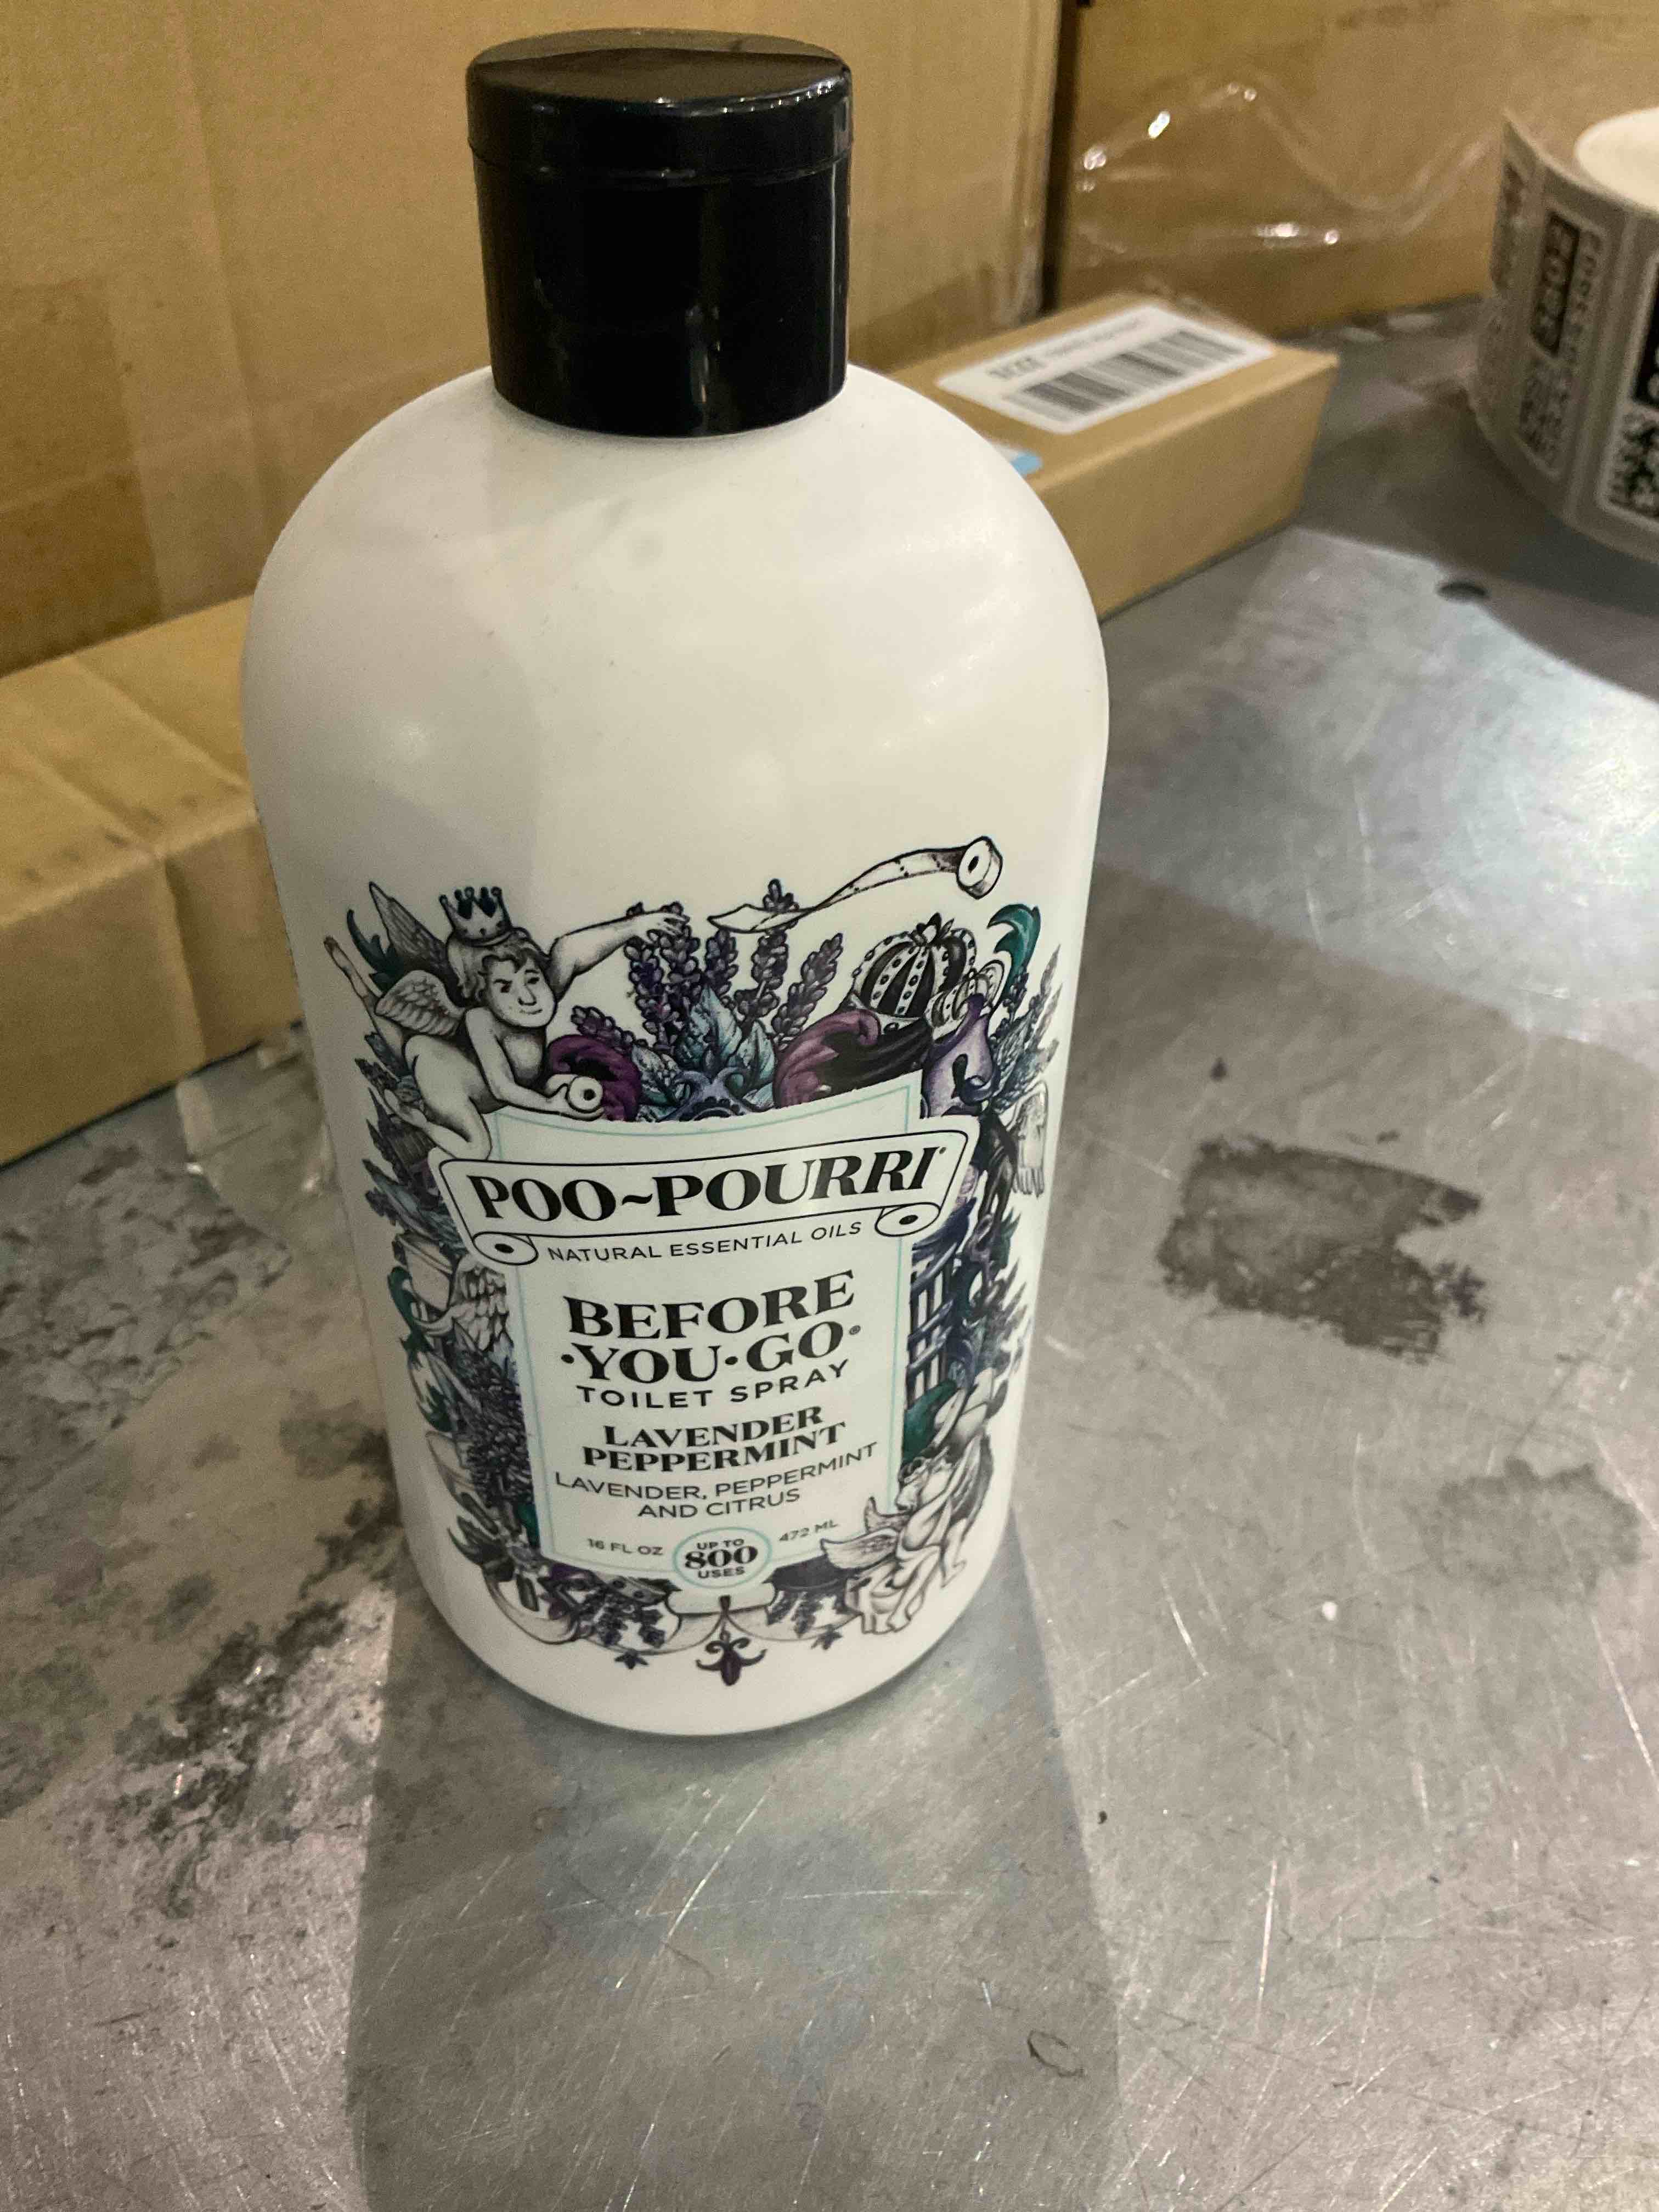 POO~POURRI®
NATURAL ESSENTIAL OILS
BEFORE
·YOU·GO®
TOILET SPRAY
LAVENDER
PEPPERMINT
LAVENDER, PEPPERMINT
AND CITRUS
16 FL OZ
UP TO
800
USES
472 ML